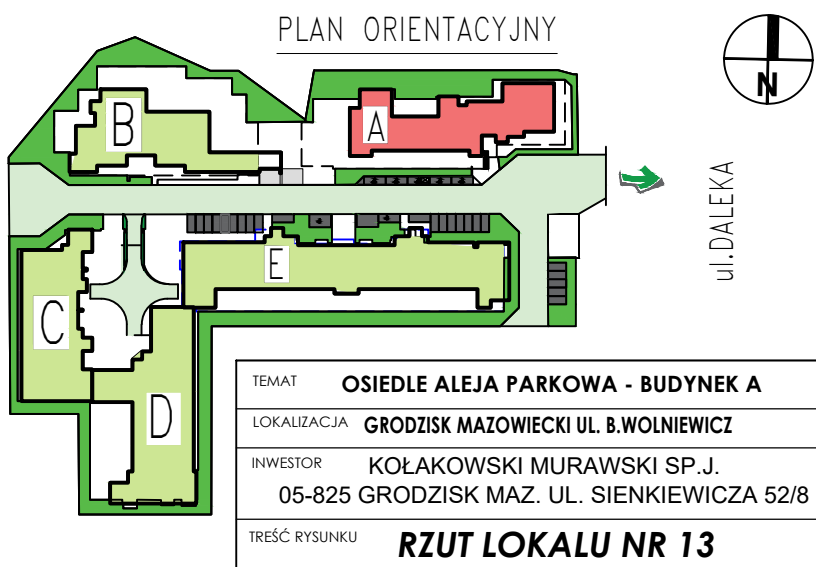 PLAN ORIENTACYJNY
N
B
A
ul.DALEKA
E
C
D
TEMAT OSIEDLE ALEJA PARKOWA - BUDYNEK A
LOKALIZACJA GRODZISK MAZOWIECKI UL. B.WOLNIEWICZ
INWESTOR KOŁAKOWSKI MURAWSKI SP.J.
05-825 GRODZISK MAZ. UL. SIENKIEWICZA 52/8
TREŚĆ RYSUNKU RZUT LOKALU NR 13